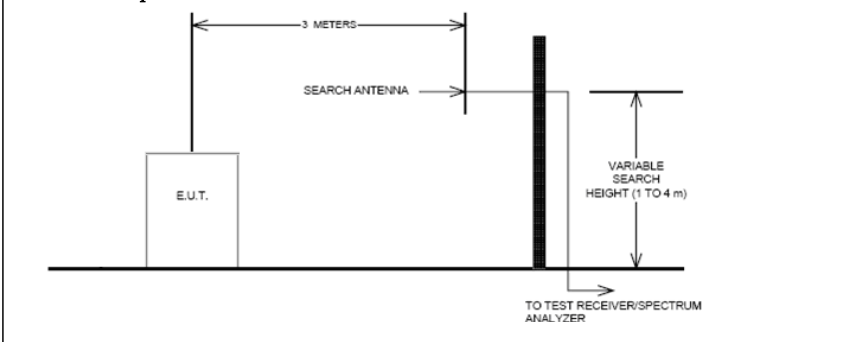 3 METERS
SEARCH ANTENNA
VARIABLE
SEARCH
HEIGHT (1 TO 4 m)
E.U.T.
TO TEST RECEIVER/SPECTRUM
ANALYZER